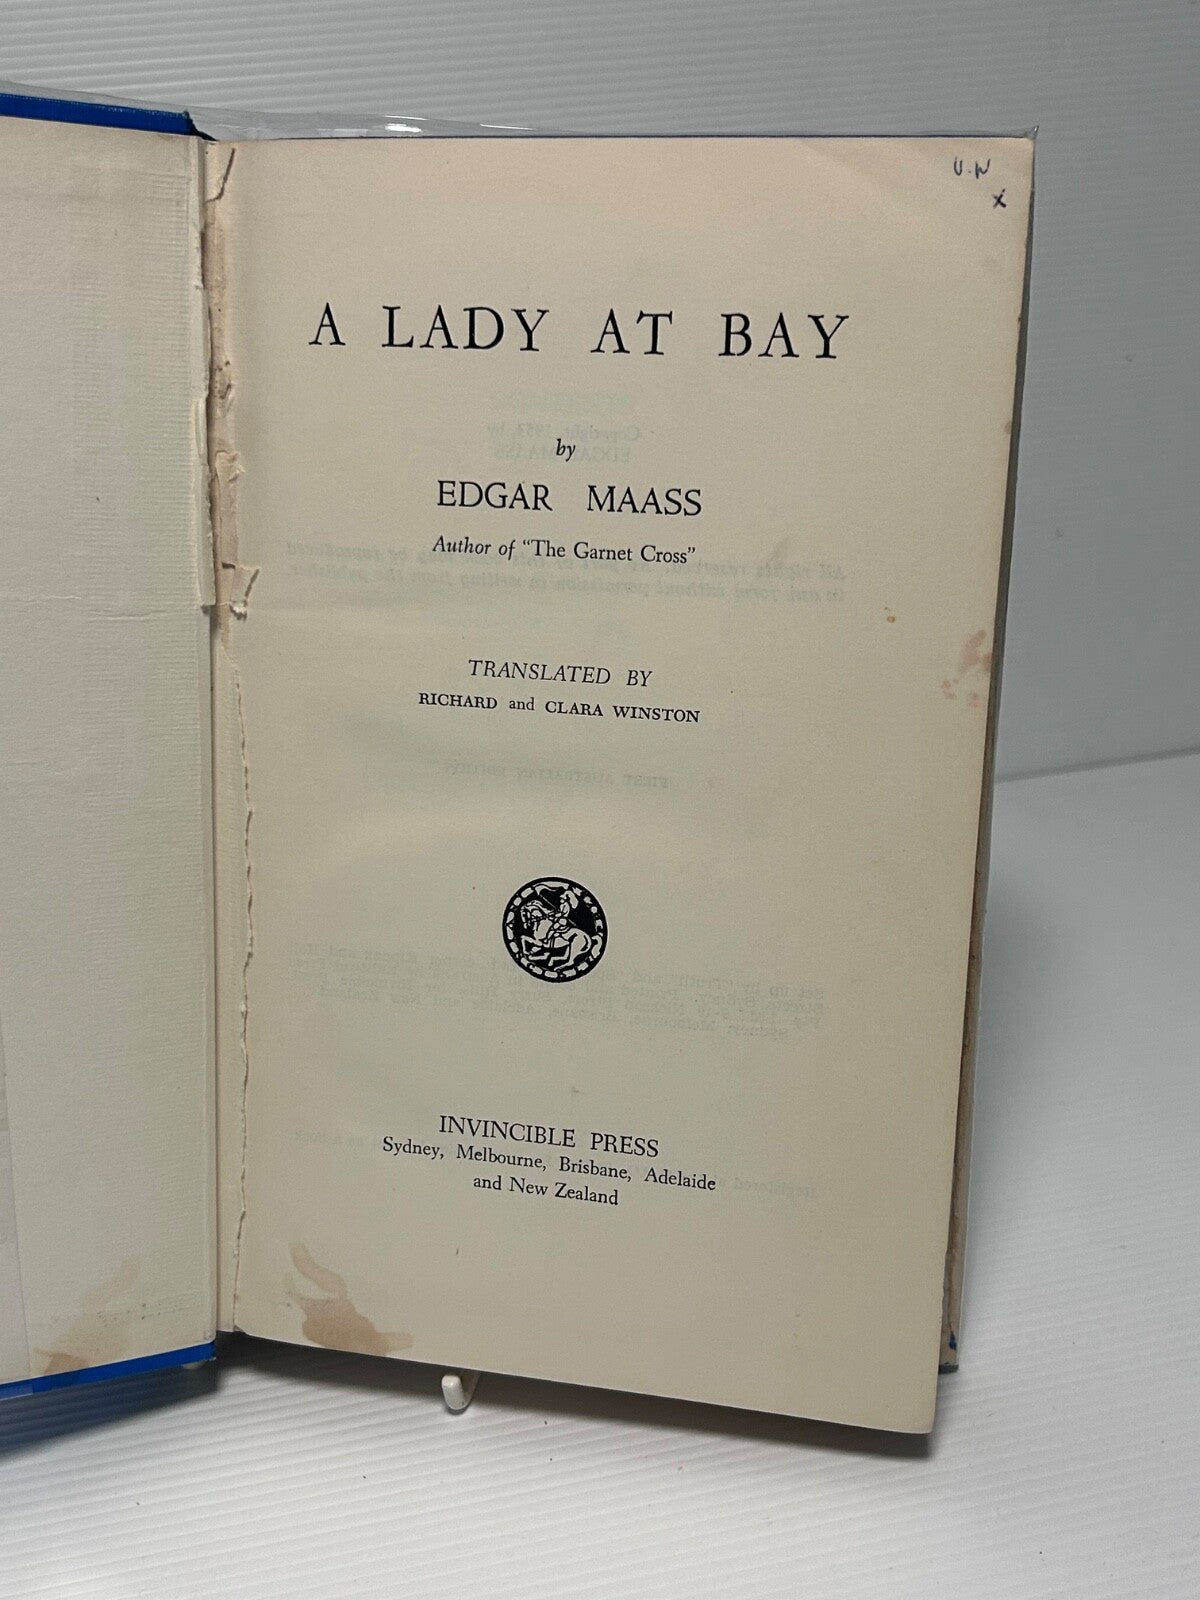 U.N
x
A LADY AT BAY
by
EDGAR MAASS
Author of "The Garnet Cross"
TRANSLATED BY
RICHARD and CLARA WINSTON
INVINCIBLE PRESS
Sydney, Melbourne, Brisbane, Adelaide
and New Zealand